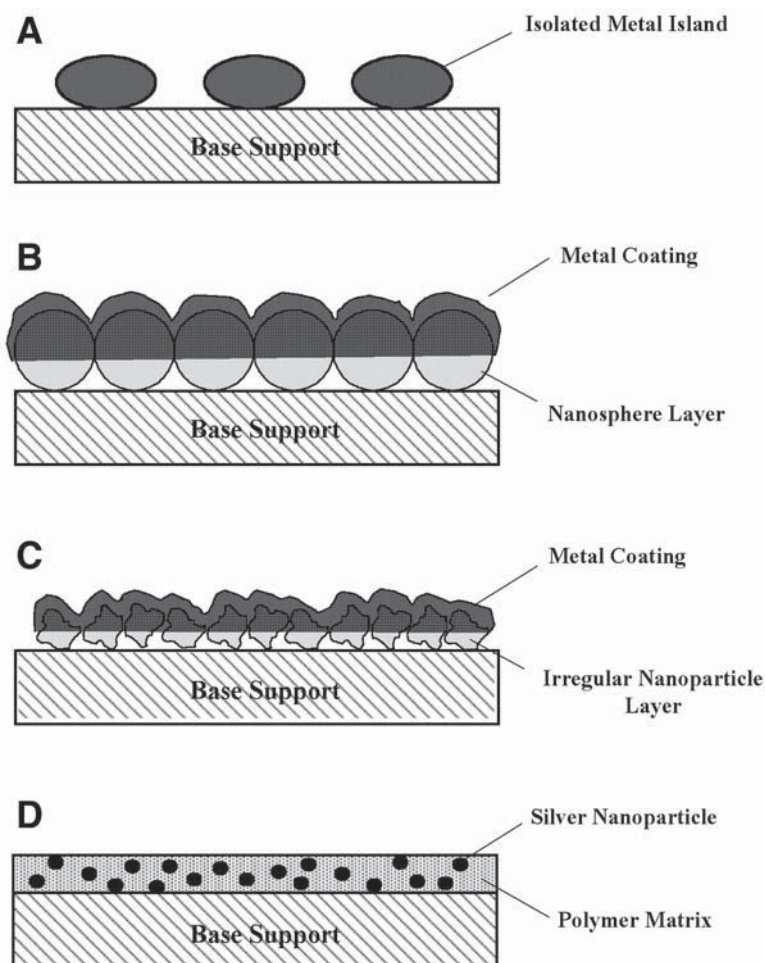 A
Isolated Metal Island
Base Support
B
Metal Coating
Nanosphere Layer
Base Support
C
Metal Coating
Irregular Nanoparticle
Layer
Base Support
D
Silver Nanoparticle
Polymer Matrix
Base Support